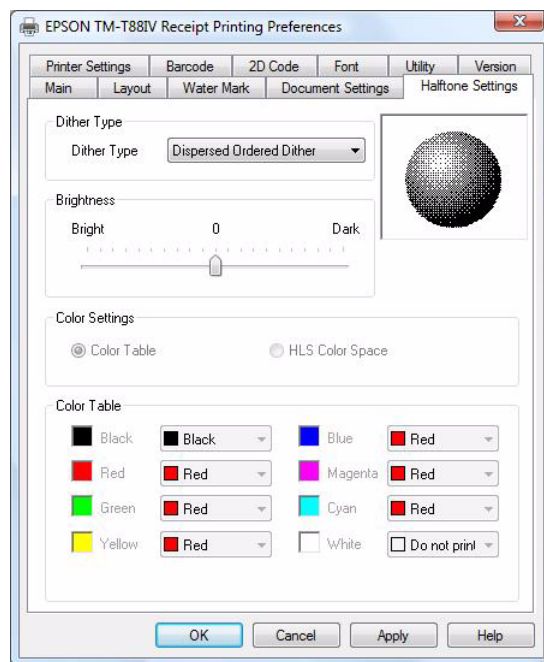 EPSON TM-T88IV Receipt Printing Preferences
Printer Settings Barcode 2D Code Font Utility Version
Main Layout Water Mark Document Settings Halftone Settings
Dither Type
Dither Type Dispersed Ordered Dither
Brightness
Bright 0 Dark
Color Settings
Color Table HLS Color Space
Color Table
Black Black Blue Red
Red Red Magenta Red
Green Red Cyan Red
Yellow Red White Do not print
OK Cancel Apply Help